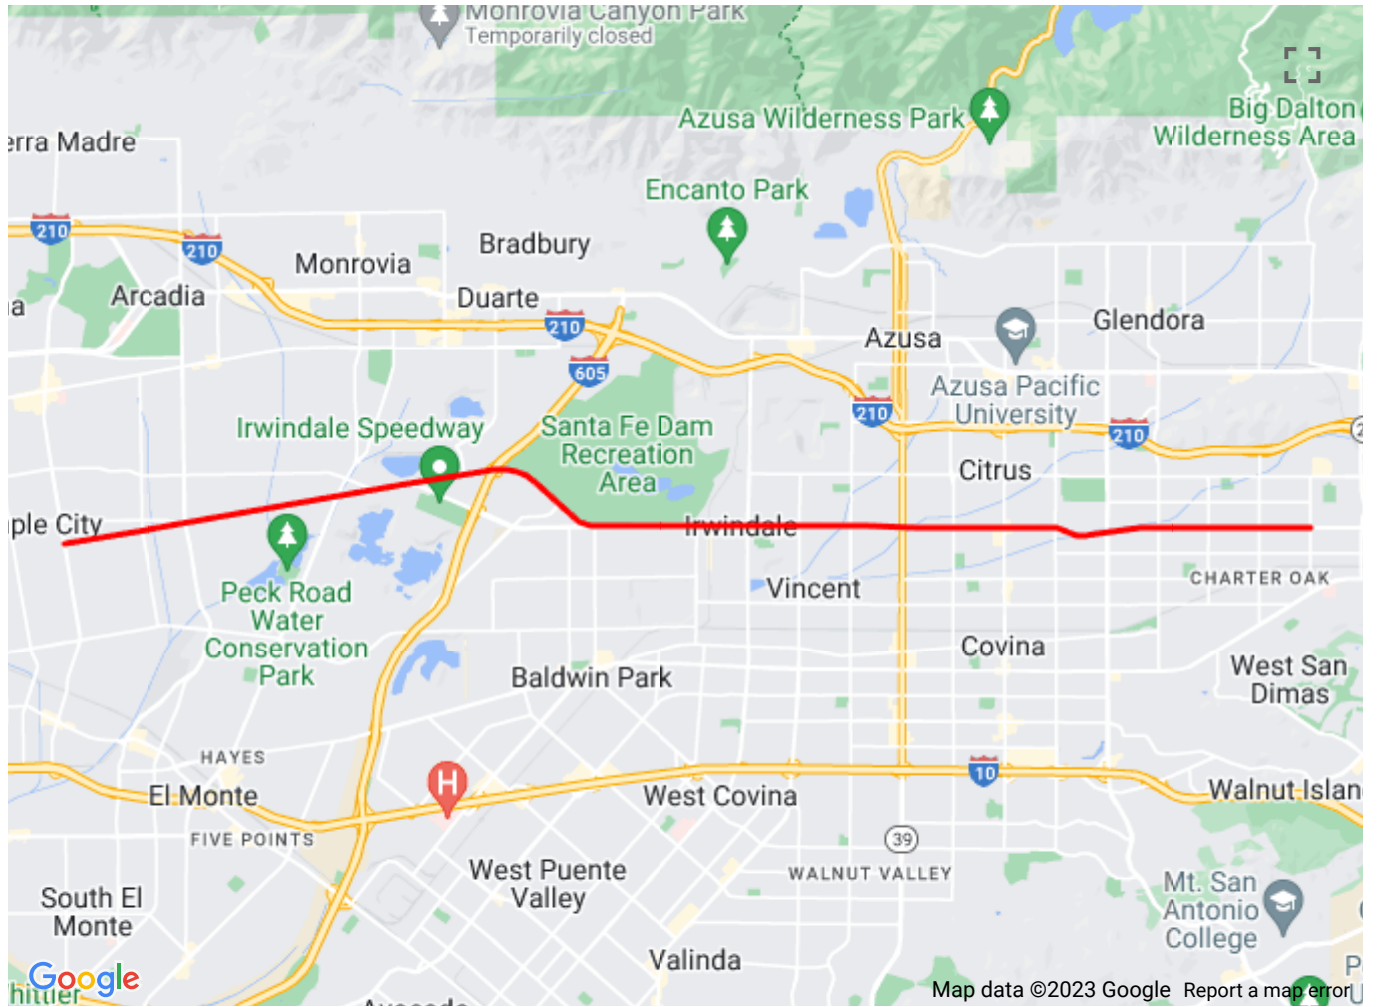 Monrovia Canyon Park
Temporarily closed
Azusa Wilderness Park
Big Dalton
Wilderness Area
erra Madre
Encanto Park
210
210
Bradbury
Monrovia
Arcadia
Duarte
a
210
Glendora
Azusa
605
Azusa Pacific
University
210
Irwindale Speedway
Santa Fe Dam
Recreation
Area
210
2
Citrus
ple City
Irwindale
CHARTER OAK
Vincent
Peck Road
Water
Conservation
Park
Covina
Baldwin Park
West San
Dimas
HAYES
H
10
El Monte
West Covina
Walnut Islan
FIVE POINTS
39
West Puente
Valley
WALNUT VALLEY
South El
Monte
Mt. San
Antonio
College
Valinda
Google
hittier
Map data ©2023 Google
Report a map error